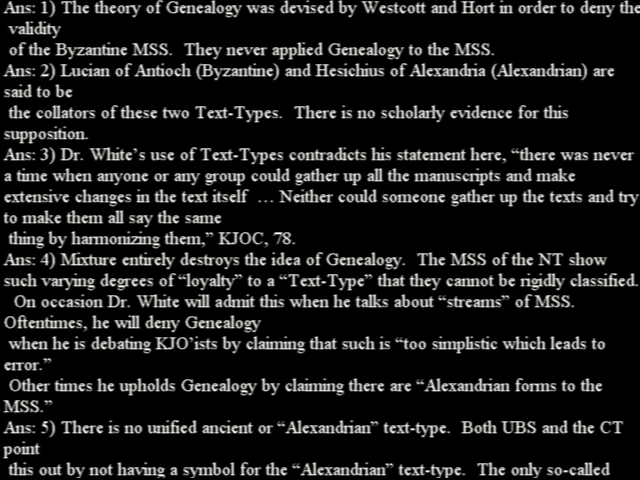 Ans: 1) The theory of Genealogy was devised by Westcott and Hort in order to deny the
validity
of the Byzantine MSS.  They never applied Genealogy to the MSS.
Ans: 2) Lucian of Antioch (Byzantine) and Hesichius of Alexandria (Alexandrian) are
said to be
the collators of these two Text-Types.  There is no scholarly evidence for this
supposition.
Ans: 3) Dr. White’s use of Text-Types contradicts his statement here, “there was never
a time when anyone or any group could gather up all the manuscripts and make
extensive changes in the text itself  … Neither could someone gather up the texts and try
to make them all say the same
thing by harmonizing them,” KJOC, 78.
Ans: 4) Mixture entirely destroys the idea of Genealogy.  The MSS of the NT show
such varying degrees of “loyalty” to a “Text-Type” that they cannot be rigidly classified.
On occasion Dr. White will admit this when he talks about “streams” of MSS.
Oftentimes, he will deny Genealogy
when he is debating KJO’ists by claiming that such is “too simplistic which leads to
error.”
Other times he upholds Genealogy by claiming there are “Alexandrian forms to the
MSS.”
Ans: 5) There is no unified ancient or “Alexandrian” text-type.  Both UBS and the CT
point
this out by not having a symbol for the “Alexandrian” text-type.  The only so-called